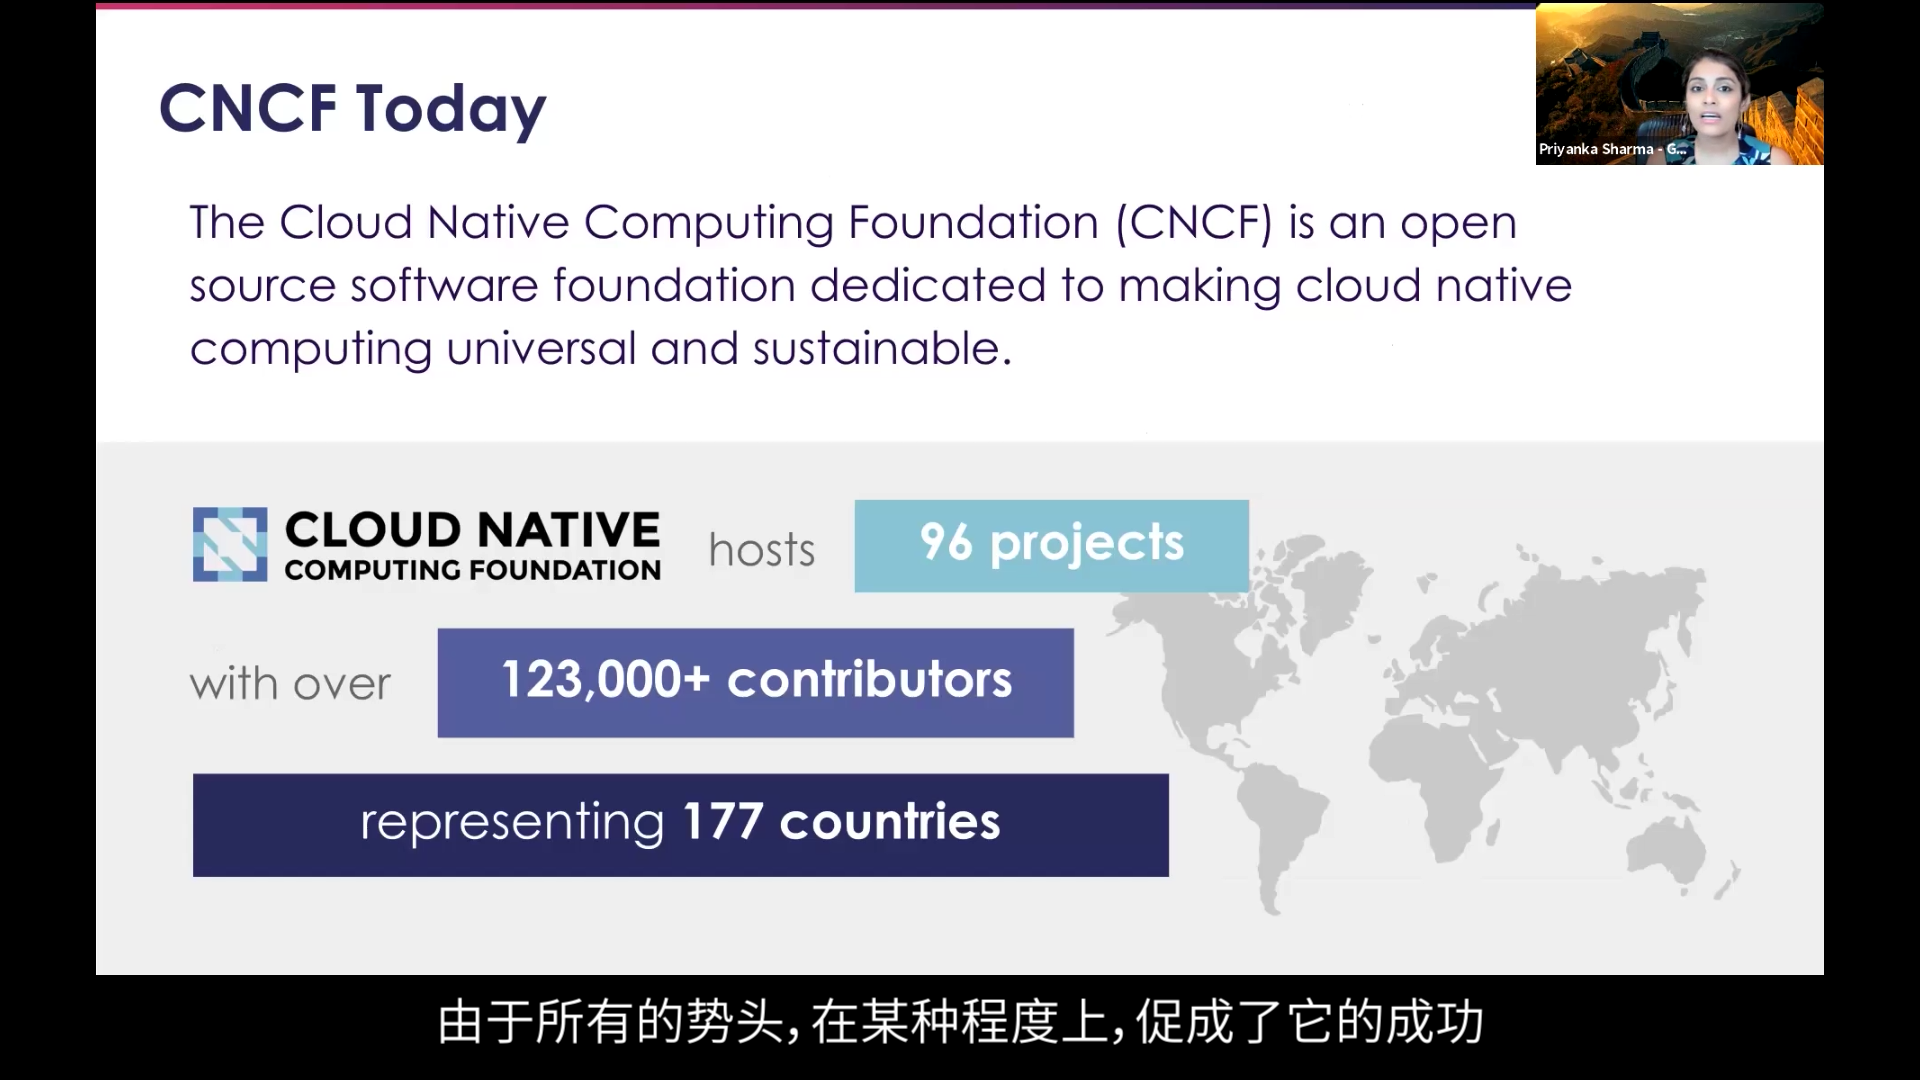 CNCF Today
Priyanka Sharma - G...
The Cloud Native Computing Foundation (CNCF) is an open
source software foundation dedicated to making cloud native
computing universal and sustainable.
CLOUD NATIVE
COMPUTING FOUNDATION
hosts
96 projects
with over
123,000+ contributors
representing 177 countries
由于所有的势头，在某种程度上，促成了它的成功